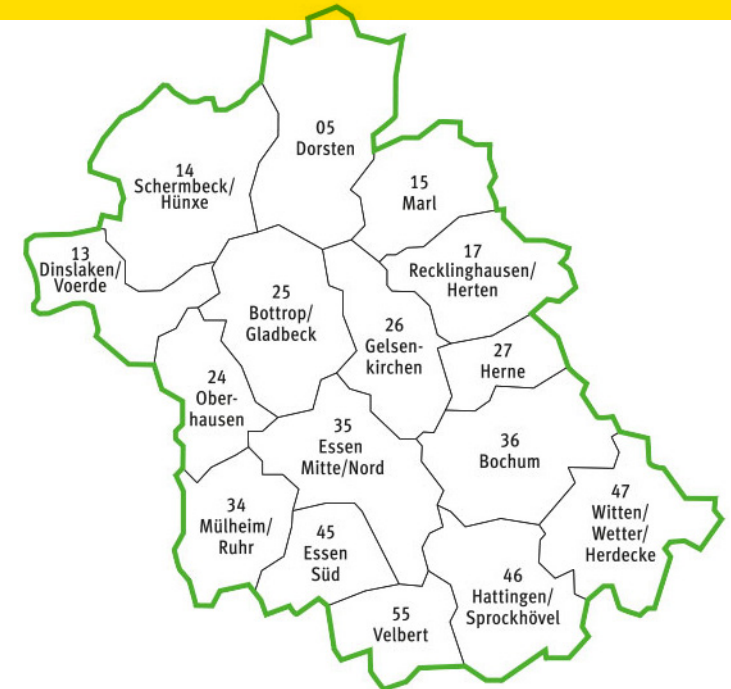 05
Dorsten
14
Schermbeck/
Hünxe
15
Marl
13
Dinslaken/
Voerde
17
Recklinghausen/
Herten
25
Bottrop/
Gladbeck
26
Gelsen-
kirchen
27
Herne
24
Ober-
hausen
35
Essen
Mitte/Nord
36
Bochum
34
Mülheim/
Ruhr
45
Essen
Süd
47
Witten/
Wetter/
Herdecke
46
Hattingen/
Sprockhövel
55
Velbert